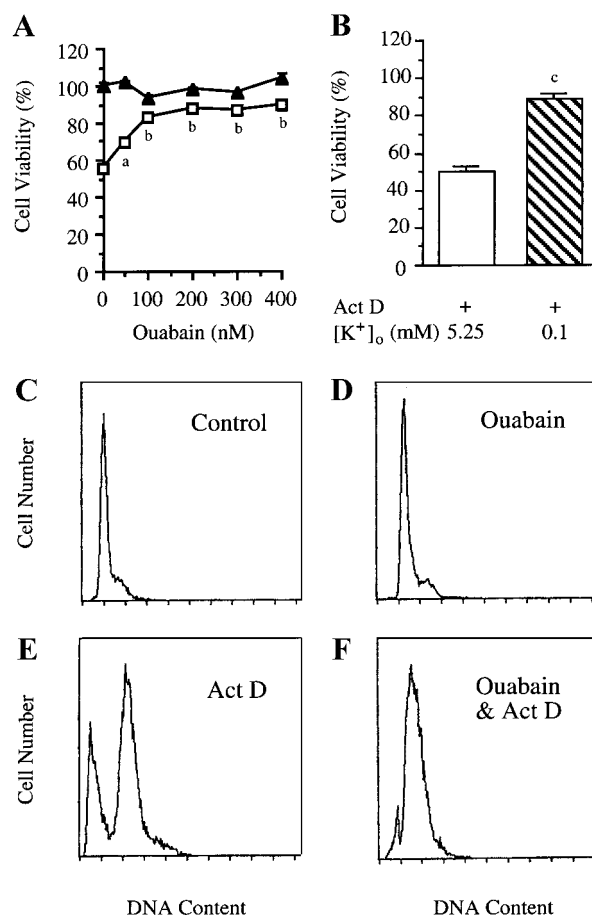 A
Cell Viability (%)
120
100
80
60
40
20
0
a
b
b
b
b
0 100 200 300 400
Ouabain (nM)
B
Cell Viability (%)
120
100
80
60
40
20
0
c
Act D + +
[K+]o (mM) 5.25 0.1
C
Control
Cell Number
D
Ouabain
E
Act D
Cell Number
DNA Content
F
Ouabain
& Act D
DNA Content